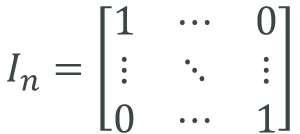 I_n = [1 ⋯ 0
⋮ ⋱ ⋮
0 ⋯ 1]